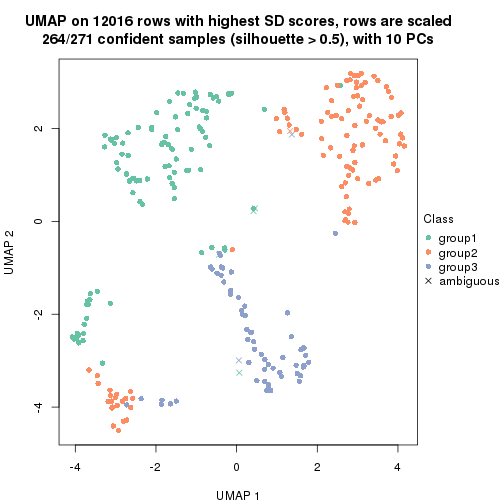 UMAP on 12016 rows with highest SD scores, rows are scaled
264/271 confident samples (silhouette > 0.5), with 10 PCs
2
0
-2
-4
UMAP 2
-4
-2
0
2
4
UMAP 1
Class
group1
group2
group3
ambiguous